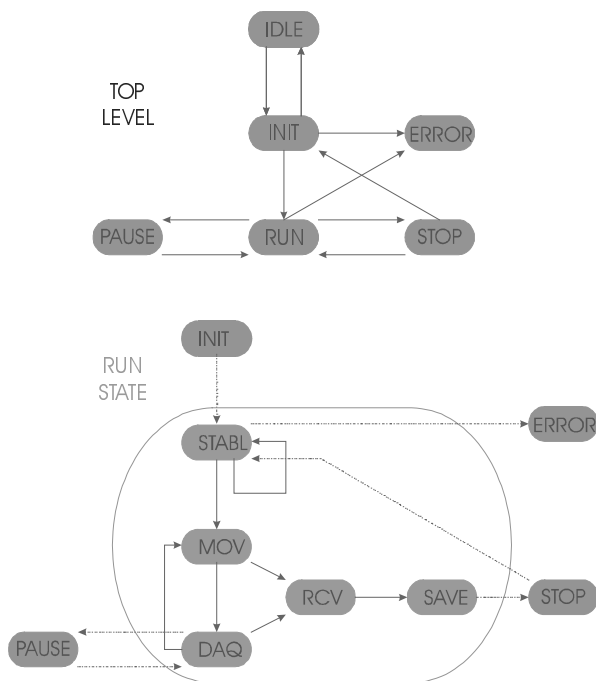 IDLE
TOP
LEVEL
INIT
ERROR
PAUSE
RUN
STOP
INIT
RUN
STATE
ERROR
STABL
MOV
RCV
SAVE
STOP
PAUSE
DAQ